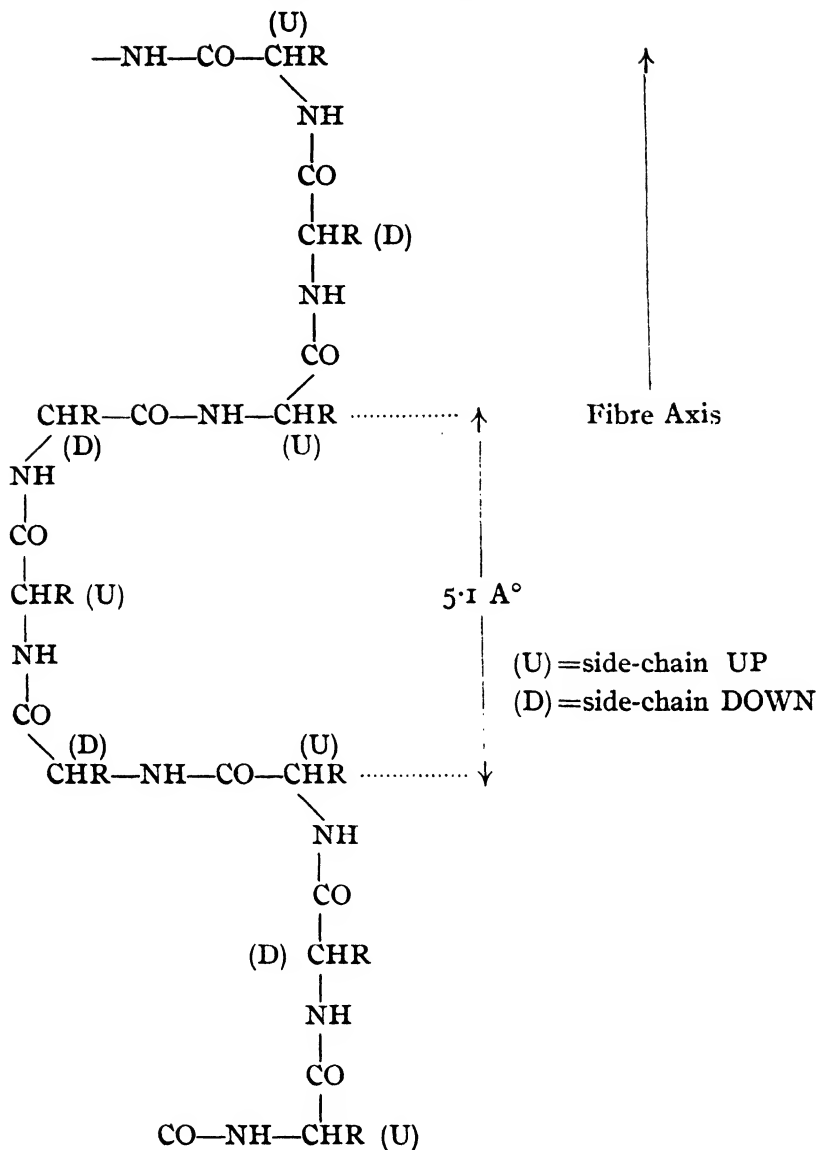 (U)
—NH—CO—CHR
NH
CO
CHR (D)
NH
CO
CHR—CO—NH—CHR ................ Fibre Axis
(D) (U)
NH
CO
CHR (U) 5·1 A°
NH
(U)=side-chain UP
CO (D)=side-chain DOWN
(D) (U)
CHR—NH—CO—CHR ................
NH
CO
(D) CHR
NH
CO
CO—NH—CHR (U)